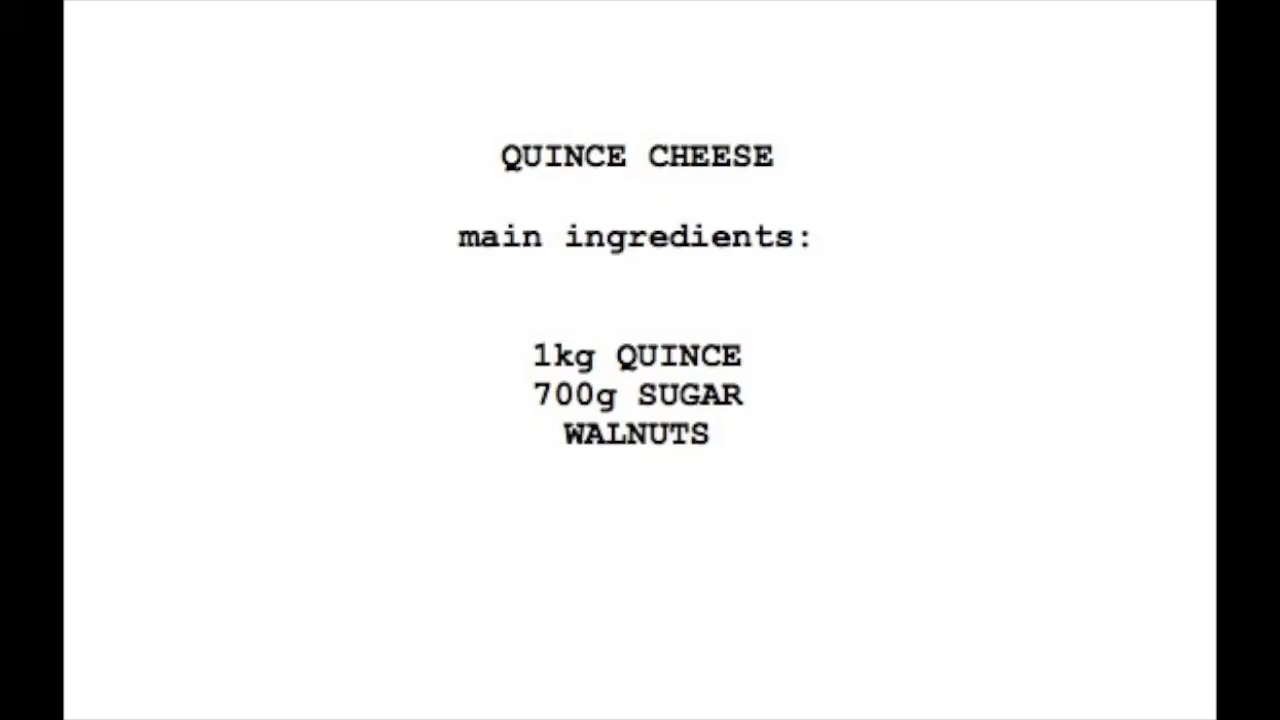 QUINCE CHEESE
main ingredients:
1kg QUINCE
700g SUGAR
WALNUTS